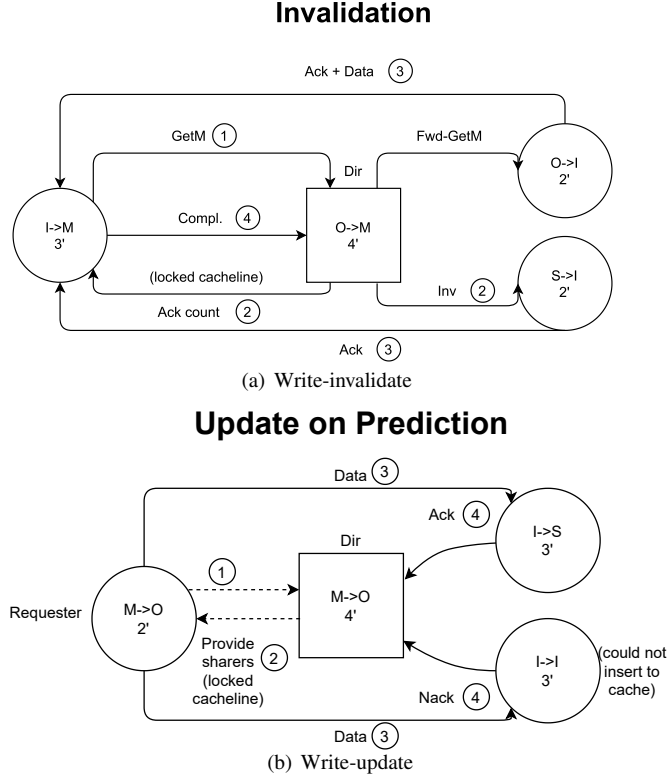 Invalidation
Ack + Data 3
GetM 1
Fwd-GetM
Dir
O->I
2'
I->M
3'
Compl. 4
O->M
4'
(locked cacheline)
S->I
2'
Inv 2
Ack count 2
Ack 3
(a) Write-invalidate
Update on Prediction
Data 3
Ack 4
I->S
3'
Dir
1
M->O
4'
Requester
M->O
2'
Provide
sharers
(locked
cacheline)
2
I->I
3'
(could not
insert to
cache)
Nack 4
Data 3
(b) Write-update